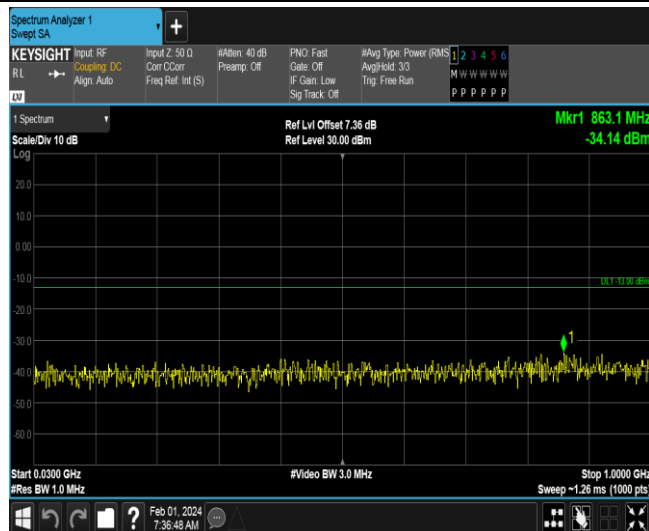 Spectrum Analyzer 1
Swept SA
+
KEYSIGHT
RL
Input: RF
Coupling: DC
Align: Auto
Input Z: 50 Ω
Corr CCorr
Freq Ref: Int (S)
#Atten: 40 dB
Preamp: Off
PNO: Fast
Gate: Off
IF Gain: Low
Sig Track: Off
#Avg Type: Power (RMS
Avg|Hold: 3/3
Trig: Free Run
1 2 3 4 5 6
M W W W W W
P P P P P P
1 Spectrum
Scale/Div 10 dB
Log
Ref Lvl Offset 7.36 dB
Ref Level 30.00 dBm
Mkr1 863.1 MHz
-34.14 dBm
20.0
10.0
0.00
-10.0
DL1 -13.00 dBm
-20.0
-30.0
1
-40.0
-50.0
-60.0
Start 0.0300 GHz
#Res BW 1.0 MHz
#Video BW 3.0 MHz
Stop 1.0000 GHz
Sweep ~1.26 ms (1000 pts)
?
Feb 01, 2024
7:36:48 AM